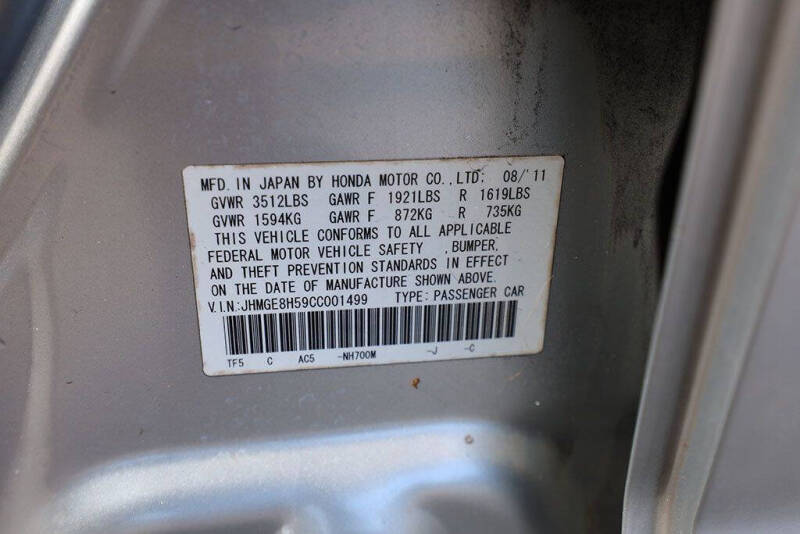 MFD. IN JAPAN BY HONDA MOTOR CO.,LTD. 08/'11
GVWR 3512LBS GAWR F 1921LBS R 1619LBS
GVWR 1594KG GAWR F 872KG R 735KG
THIS VEHICLE CONFORMS TO ALL APPLICABLE
FEDERAL MOTOR VEHICLE SAFETY ,BUMPER,
AND THEFT PREVENTION STANDARDS IN EFFECT
ON THE DATE OF MANUFACTURE SHOWN ABOVE.
V.I.N:JHMGE8H59CC001499 TYPE: PASSENGER CAR
TF5 C AC5 -NH700M -J -C